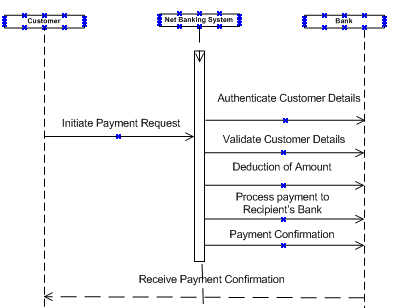 Customer
Net Banking System
Bank
Authenticate Customer Details
Initiate Payment Request
Validate Customer Details
Deduction of Amount
Process payment to
Recipient's Bank
Payment Confirmation
Receive Payment Confirmation